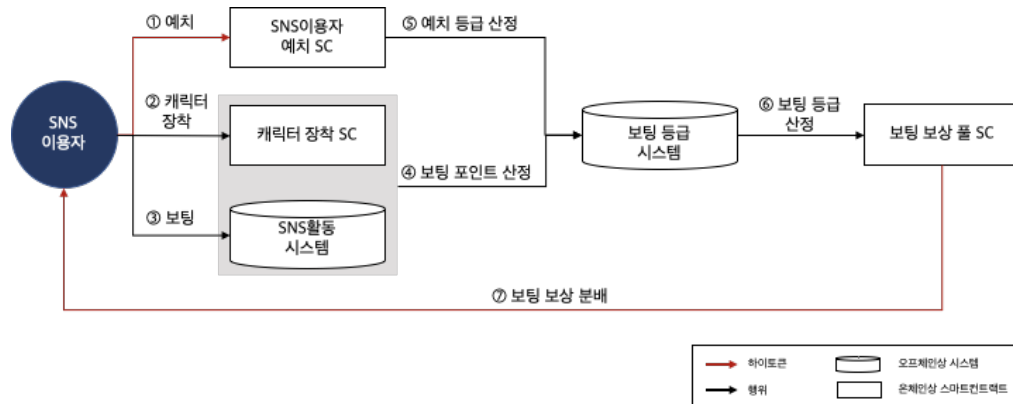 ① 예치
SNS이용자
예치 SC
⑤ 예치 등급 산정
SNS
이용자
② 캐릭터
장착
캐릭터 장착 SC
④ 보팅 포인트 산정
보팅 등급
시스템
⑥ 보팅 등급
산정
보팅 보상 풀 SC
③ 보팅
SNS활동
시스템
⑦ 보팅 보상 분배
하이토큰
오프체인상 시스템
행위
온체인상 스마트컨트랙트